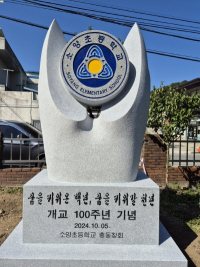 소양초등학교
SOYANG ELEMENTARY SCHOOL
꿈을 키워온 백년, 꿈을 키워갈 천년
개교 100주년 기념
2024.10.05.
소양초등학교 총동창회